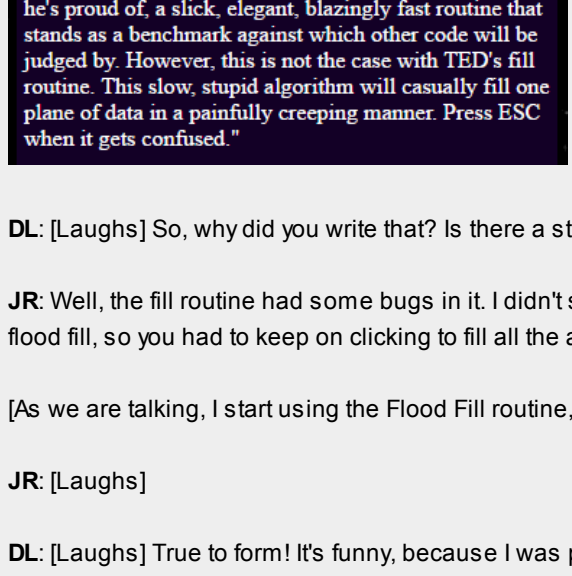 he's proud of, a slick, elegant, blazingly fast routine that
stands as a benchmark against which other code will be
judged by. However, this is not the case with TED's fill
routine. This slow, stupid algorithm will casually fill one
plane of data in a painfully creeping manner. Press ESC
when it gets confused."
DL: [Laughs] So, why did you write that? Is there a
JR: Well, the fill routine had some bugs in it. I didn't
flood fill, so you had to keep on clicking to fill all the
[As we are talking, I start using the Flood Fill routine,
JR: [Laughs]
DL: [Laughs] True to form! It's funny, because I was